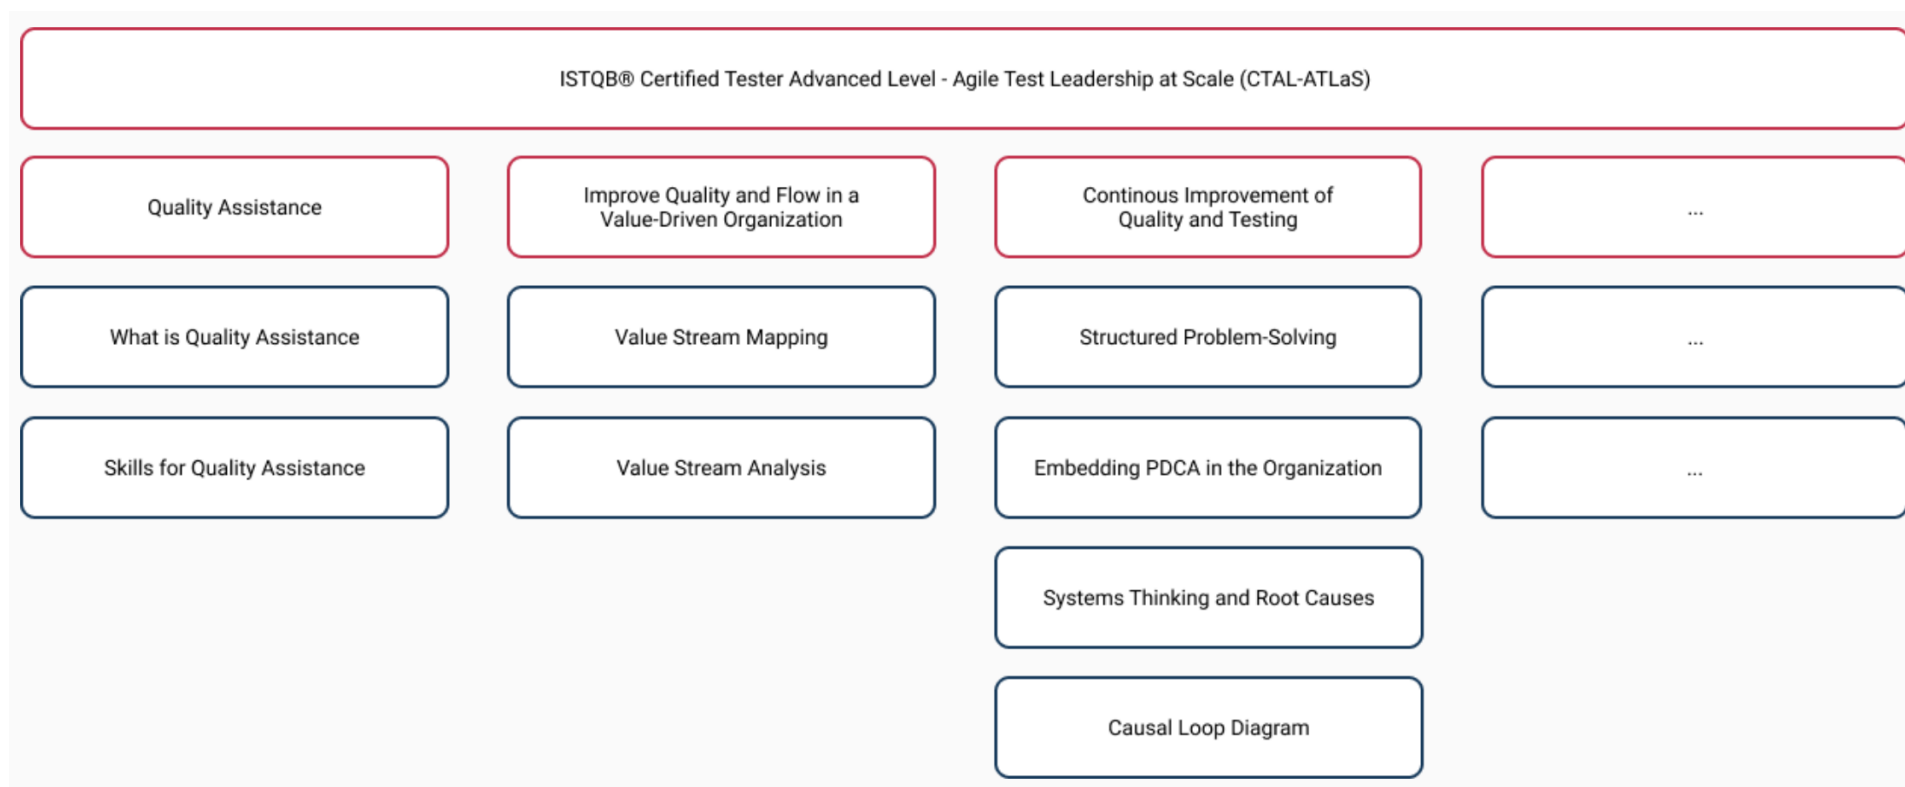 ISTQB® Certified Tester Advanced Level - Agile Test Leadership at Scale (CTAL-ATLaS)
Quality Assistance
Improve Quality and Flow in a
Value-Driven Organization
Continous Improvement of
Quality and Testing
...
What is Quality Assistance
Value Stream Mapping
Structured Problem-Solving
...
Skills for Quality Assistance
Value Stream Analysis
Embedding PDCA in the Organization
...
Systems Thinking and Root Causes
Causal Loop Diagram